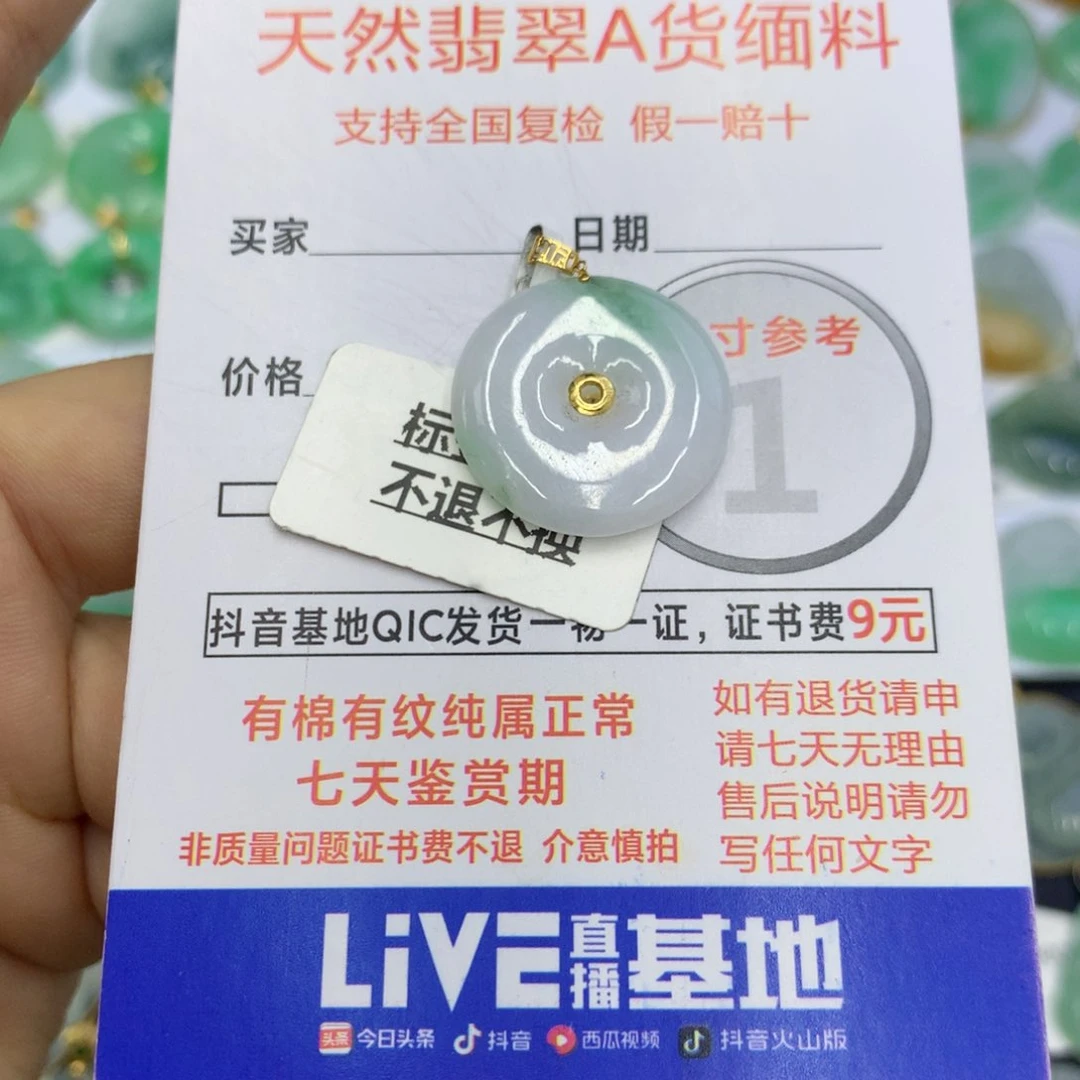 天然翡翠A货缅料
支持全国复检 假一赔十
买家
日期
寸参考
价格
1
标
不退不换
抖音基地QIC发货一物一证，证书费9元
有棉有纹纯属正常
七天鉴赏期
非质量问题证书费不退 介意慎拍
如有退货请申
请七天无理由
售后说明请勿
写任何文字
LiVE直播基地
头条 今日头条 抖音 西瓜视频 抖音火山版